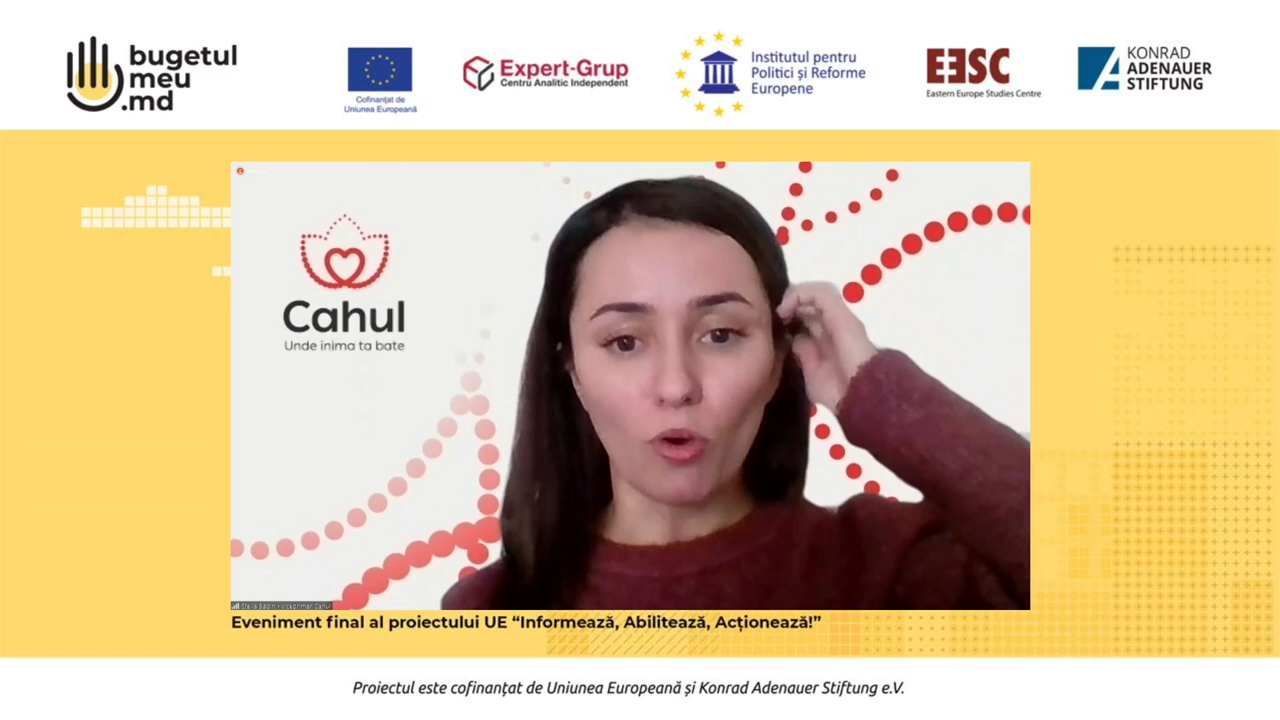 bugetul
meu
.md
Cofinanțat de
Uniunea Europeană
Expert-Grup
Centru Analitic Independent
Institutul pentru
Politici și Reforme
Europene
EESC
Eastern Europe Studies Centre
KONRAD
ADENAUER
STIFTUNG
Cahul
Unde inima ta bate
viceprimar Cahul
Eveniment final al proiectului UE “Informează, Abilitează, Acționează!”
Proiectul este cofinanțat de Uniunea Europeană și Konrad Adenauer Stiftung e.V.